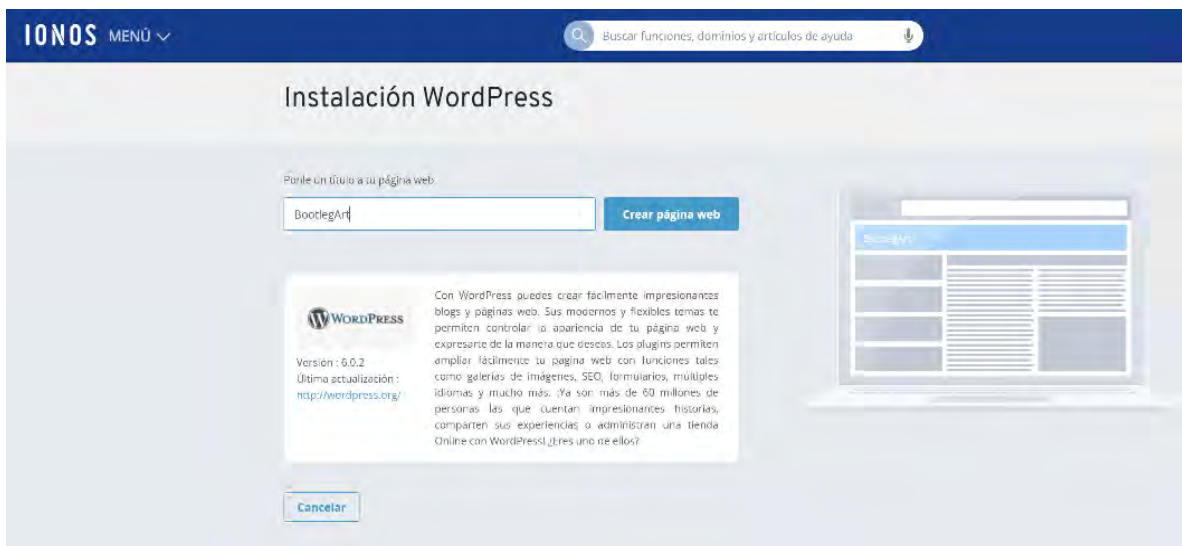 IONOS MENÚ
Buscar funciones, dominios y artículos de ayuda
Instalación WordPress
Ponle un título a tu página web
BootlegArt
Crear página web
BootlegArt
WORDPRESS
Versión : 6.0.2
Última actualización :
http://wordpress.org/
Con WordPress puedes crear fácilmente impresionantes
blogs y páginas web. Sus modernos y flexibles temas te
permiten controlar la apariencia de tu página web y
expresarte de la manera que deseas. Los plugins permiten
ampliar fácilmente tu pagina web con funciones tales
como galerías de imágenes, SEO, formularios, múltiples
idiomas y mucho más. ¡Ya son más de 60 millones de
personas las que cuentan impresionantes historias,
comparten sus experiencias o administran una tienda
Online con WordPress! ¿Eres uno de ellos?
Cancelar